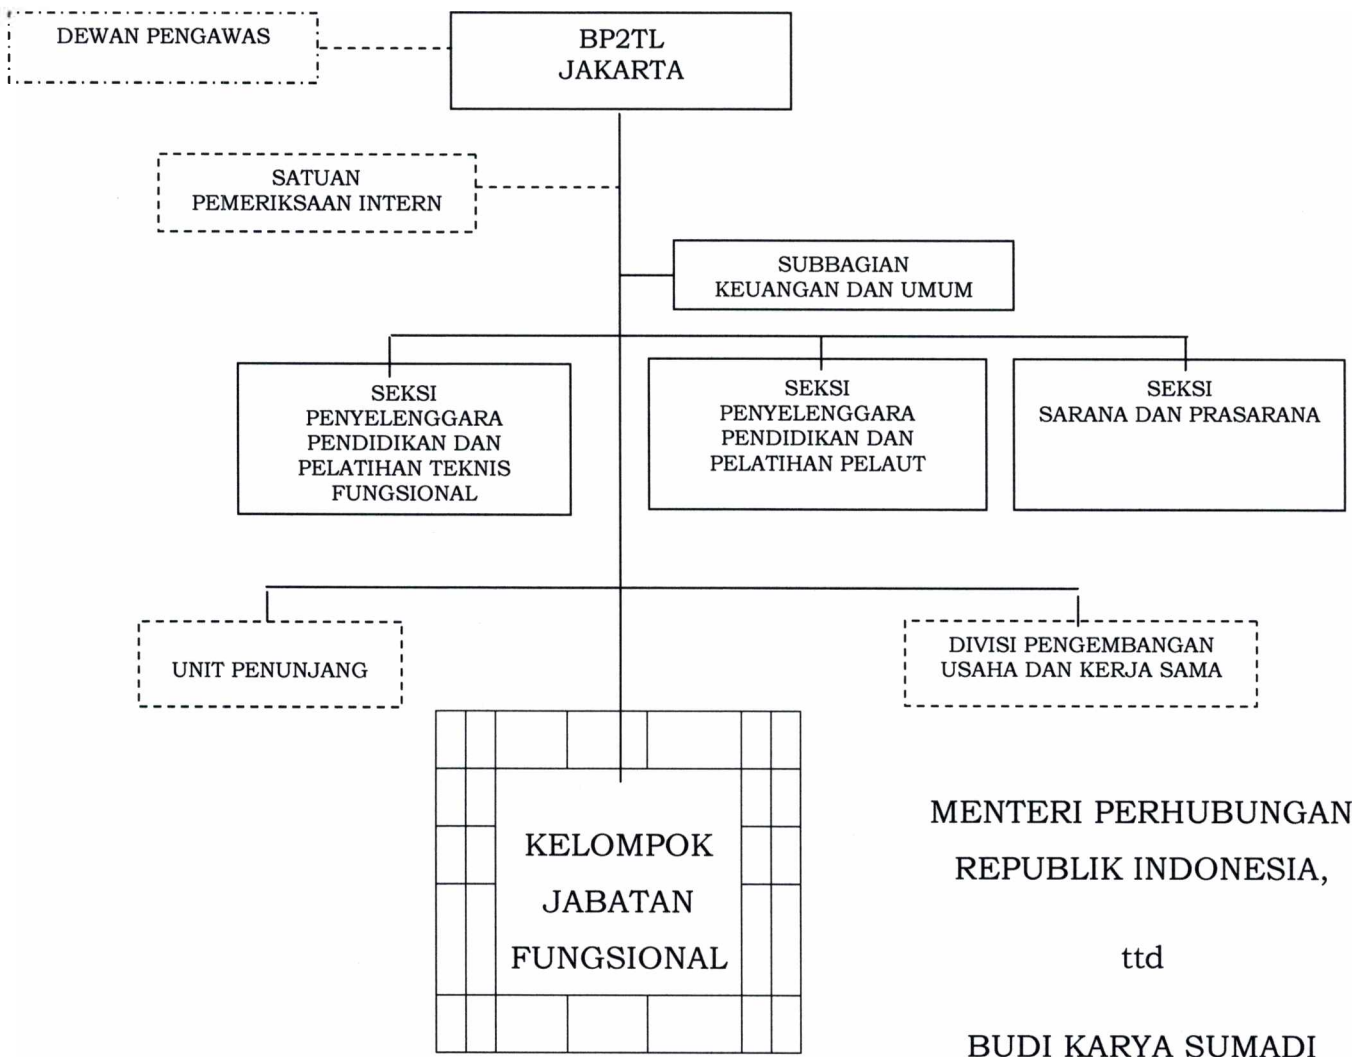 DEWAN PENGAWAS
BP2TL
JAKARTA
SATUAN
PEMERIKSAAN INTERN
SUBBAGIAN
KEUANGAN DAN UMUM
SEKSI
PENYELENGGARA
PENDIDIKAN DAN
PELATIHAN TEKNIS
FUNGSIONAL
SEKSI
PENYELENGGARA
PENDIDIKAN DAN
PELATIHAN PELAUT
SEKSI
SARANA DAN PRASARANA
UNIT PENUNJANG
DIVISI PENGEMBANGAN
USAHA DAN KERJA SAMA
KELOMPOK
JABATAN
FUNGSIONAL
MENTERI PERHUBUNGAN
REPUBLIK INDONESIA,
ttd
BUDI KARYA SUMADI